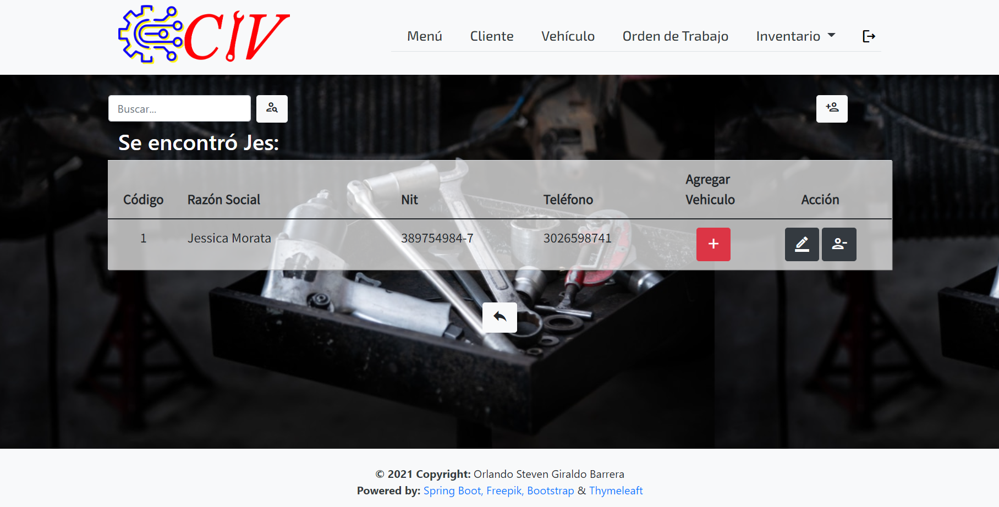 CIV
Menú Cliente Vehículo Orden de Trabajo Inventario
Buscar...
Se encontró Jes:
Código Razón Social Nit Teléfono Agregar Vehiculo Acción
1 Jessica Morata 389754984-7 3026598741
© 2021 Copyright: Orlando Steven Giraldo Barrera
Powered by: Spring Boot, Freepik, Bootstrap & Thymeleaft